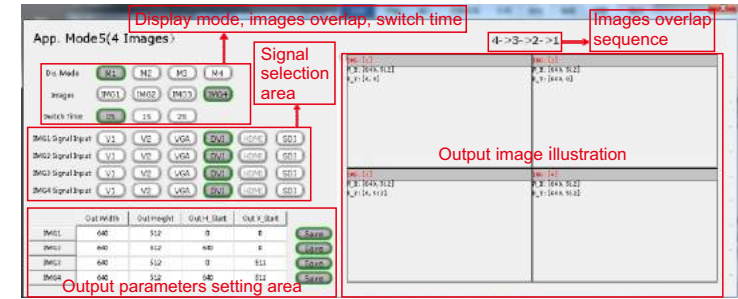 Display mode, images overlap, switch time
Images overlap
sequence
App. Mode5(4 Images)
4->3->2->1
Signal
selection
area
Dis. Mode M1 M2 M3 M4
Images IMG1 IMG2 IMG3 IMG4
Switch Time 0S 1S 2S
IMG1 Signal Input V1 V2 VGA DVI HDMI SDI
IMG2 Signal Input V1 V2 VGA DVI HDMI SDI
IMG3 Signal Input V1 V2 VGA DVI HDMI SDI
IMG4 Signal Input V1 V2 VGA DVI HDMI SDI
Output image illustration
Out Width Out Height Out H_Start Out V_Start
IMG1 640 512 0 0 Save
IMG2 640 512 640 0 Save
IMG3 640 512 0 512 Save
IMG4 640 512 640 512 Save
Output parameters setting area